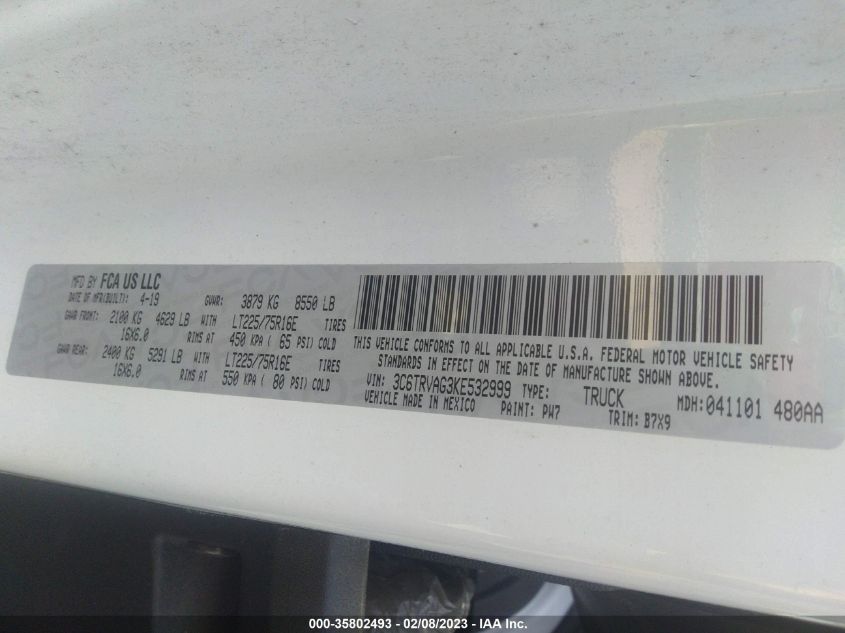 MFD BY FCA US LLC
DATE OF MFR(BUILT): 4-19 GVWR: 3879 KG 8550 LB
GAWR FRONT: 2100 KG 4629 LB WITH LT225/75R16E TIRES
16X6.0 RIMS AT 450 KPA ( 65 PSI) COLD
GAWR REAR: 2400 KG 5291 LB WITH LT225/75R16E TIRES
16X6.0 RIMS AT 550 KPA ( 80 PSI) COLD
THIS VEHICLE CONFORMS TO ALL APPLICABLE U.S.A. FEDERAL MOTOR VEHICLE SAFETY
STANDARDS IN EFFECT ON THE DATE OF MANUFACTURE SHOWN ABOVE.
VIN: 3C6TRVAG3KE532999 TYPE: TRUCK MDH:041101 480AA
VEHICLE MADE IN MEXICO PAINT: PW7 TRIM: B7X9
000-35802493 - 02/08/2023 - IAA Inc.